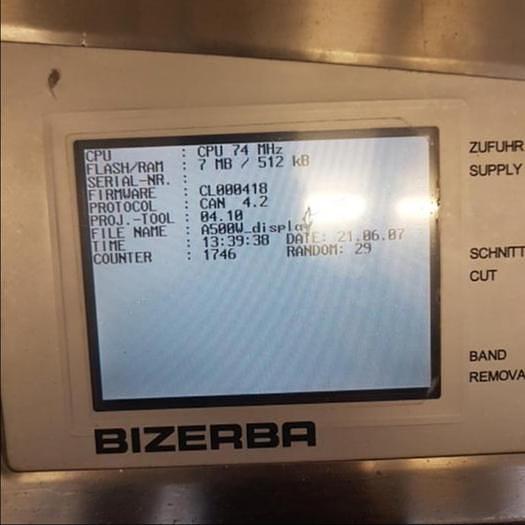 CPU : CPU 74 MHz
FLASH/RAM : 7 MB / 512 kB
SERIAL-NR. :
FIRMWARE : CL000418
PROTOCOL : CAN 4.2
PROJ.-TOOL : 04.10
FILE NAME : A500W_display
TIME : 13:39:38 DATE: 21.06.07
COUNTER : 1746 RANDOM: 29
ZUFUHR
SUPPLY
SCHNITT
CUT
BAND
REMOVA
BIZERBA